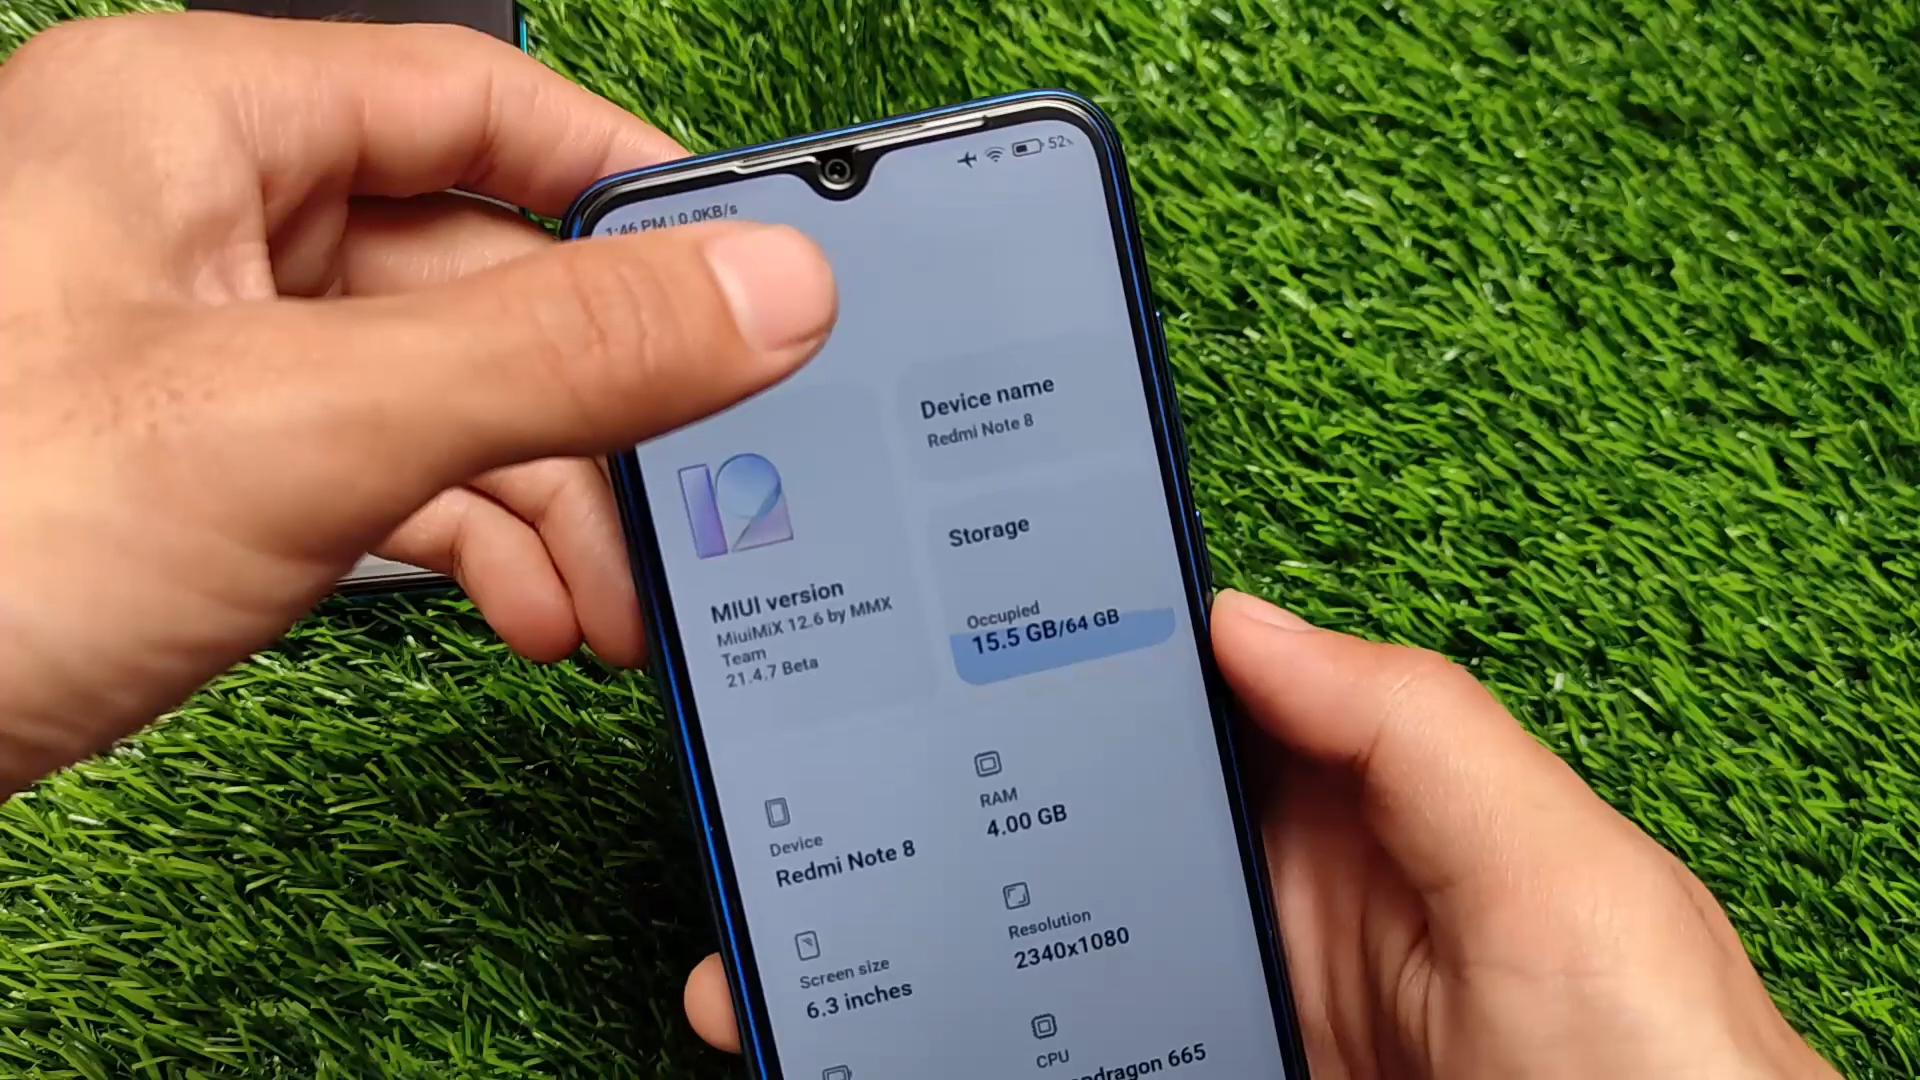 1:46 PM | 0.0KB/s
52%
12
Device name
Redmi Note 8
Storage
Occupied
15.5 GB/64 GB
MIUI version
MiuiMiX 12.6 by MMX
Team
21.4.7 Beta
RAM
4.00 GB
Device
Redmi Note 8
Resolution
2340x1080
Screen size
6.3 inches
CPU
ndragon 665